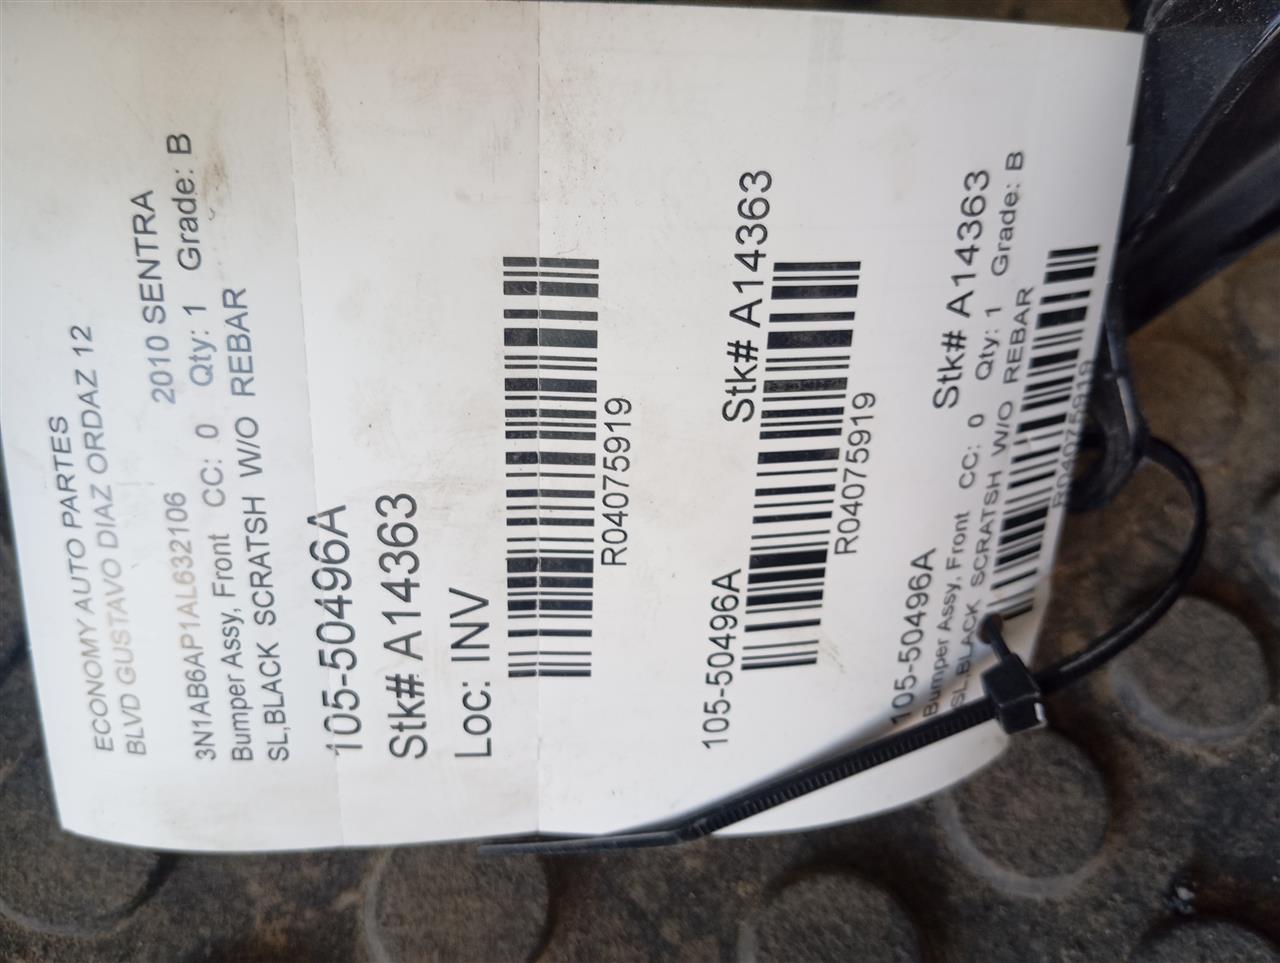 ECONOMY AUTO PARTES
BLVD GUSTAVO DIAZ ORDAZ 12
3N1AB6AP1AL632106 2010 SENTRA
Bumper Assy, Front CC: 0 Qty: 1 Grade: B
SL,BLACK SCRATSH W/O REBAR
105-50496A
Stk# A14363
Loc: INV
R04075919
105-50496A Stk# A14363
R04075919
105-50496A Stk# A14363
Bumper Assy, Front CC: 0 Qty: 1 Grade: B
SL,BLACK SCRATSH W/O REBAR
R04075919